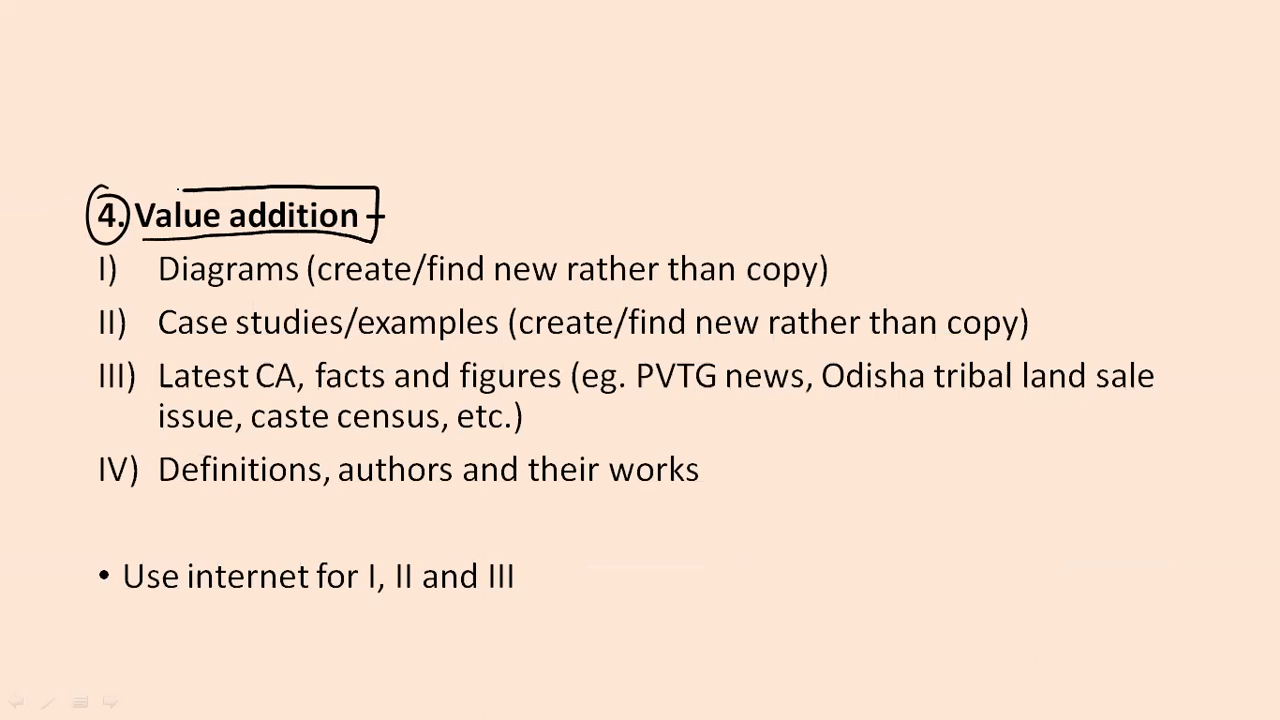 4. Value addition –
I) Diagrams (create/find new rather than copy)
II) Case studies/examples (create/find new rather than copy)
III) Latest CA, facts and figures (eg. PVTG news, Odisha tribal land sale
issue, caste census, etc.)
IV) Definitions, authors and their works
• Use internet for I, II and III